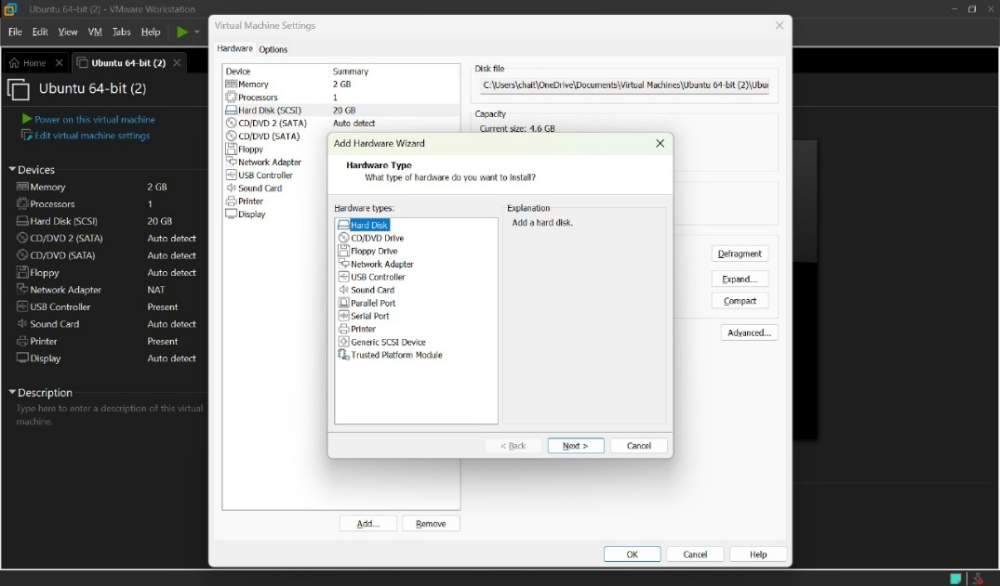 Ubuntu 64-bit (2) - VMware Workstation
File Edit View VM Tabs Help
Home
Ubuntu 64-bit (2)
Ubuntu 64-bit (2)
Power on this virtual machine
Edit virtual machine settings
Devices
Memory 2 GB
Processors 1
Hard Disk (SCSI) 20 GB
CD/DVD 2 (SATA) Auto detect
CD/DVD (SATA) Auto detect
Floppy Auto detect
Network Adapter NAT
USB Controller Present
Sound Card Auto detect
Printer Present
Display Auto detect
Description
Type here to enter a description of this virtual
machine.
Virtual Machine Settings
Hardware Options
Device Summary
Memory 2 GB
Processors 1
Hard Disk (SCSI) 20 GB
CD/DVD 2 (SATA) Auto detect
CD/DVD (SATA)
Floppy
Network Adapter
USB Controller
Sound Card
Printer
Display
Add... Remove
Disk file
C:\Users\chait\OneDrive\Documents\Virtual Machines\Ubuntu 64-bit (2)\Ubu
Capacity
Current size: 4.6 GB
Defragment
Expand...
Compact
Advanced...
OK Cancel Help
Add Hardware Wizard
Hardware Type
What type of hardware do you want to install?
Hardware types:
Hard Disk
CD/DVD Drive
Floppy Drive
Network Adapter
USB Controller
Sound Card
Parallel Port
Serial Port
Printer
Generic SCSI Device
Trusted Platform Module
Explanation
Add a hard disk.
< Back Next > Cancel